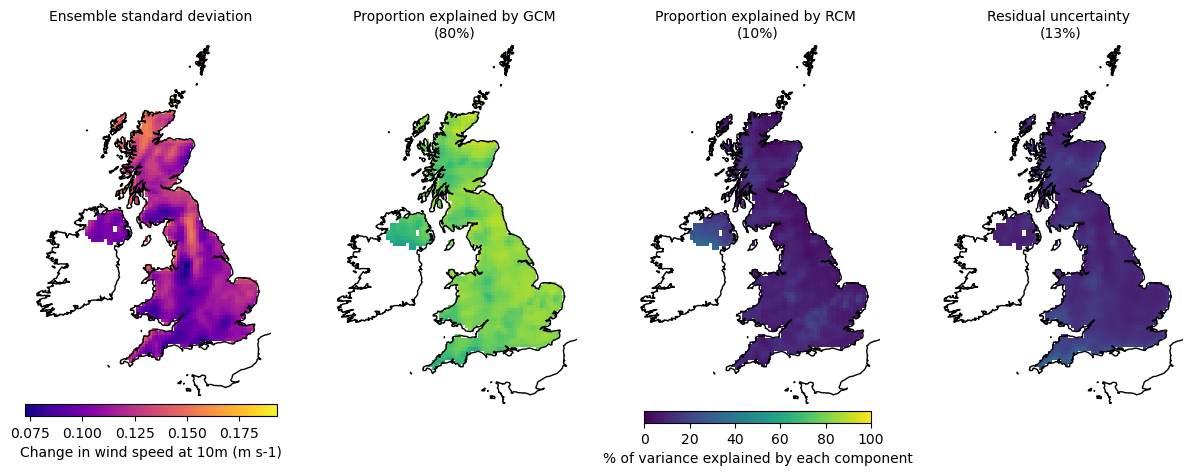 Ensemble standard deviation
Proportion explained by GCM
(80%)
Proportion explained by RCM
(10%)
Residual uncertainty
(13%)
0.075 0.100 0.125 0.150 0.175
Change in wind speed at 10m (m s-1)
0 20 40 60 80 100
% of variance explained by each component